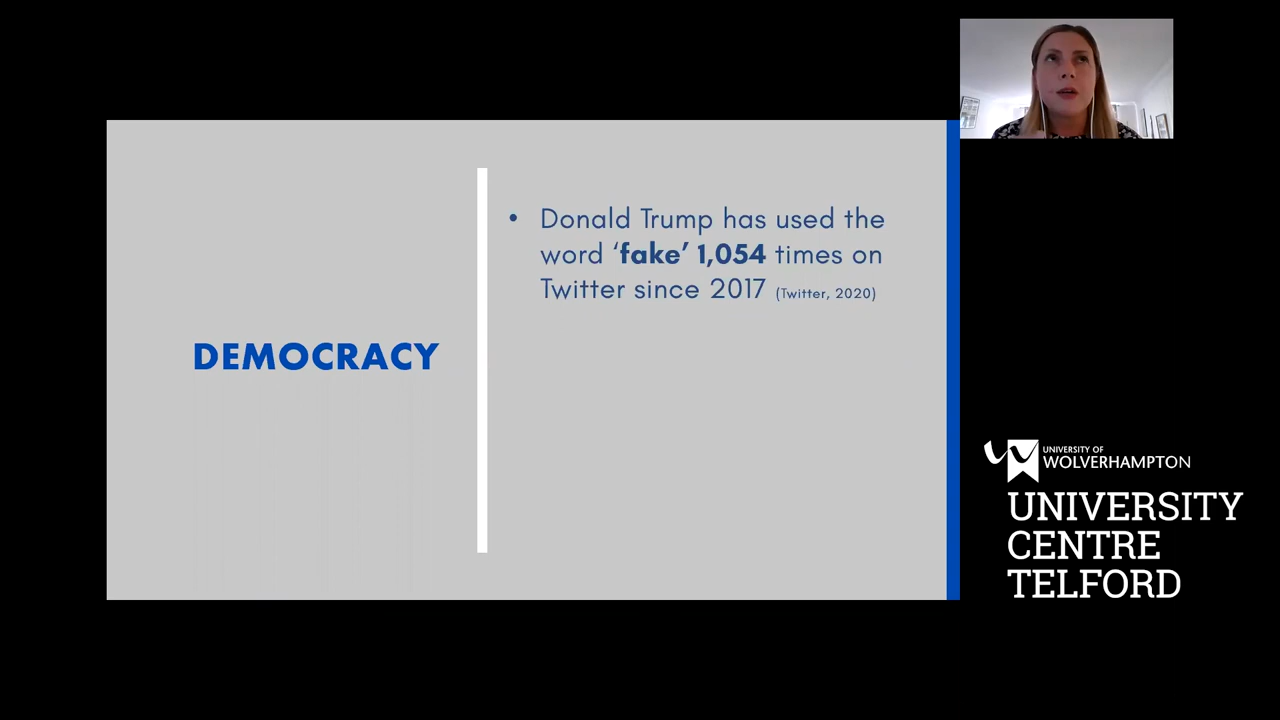 DEMOCRACY
• Donald Trump has used the
word ‘fake’ 1,054 times on
Twitter since 2017 (Twitter, 2020)
UNIVERSITY OF
WOLVERHAMPTON
UNIVERSITY
CENTRE
TELFORD